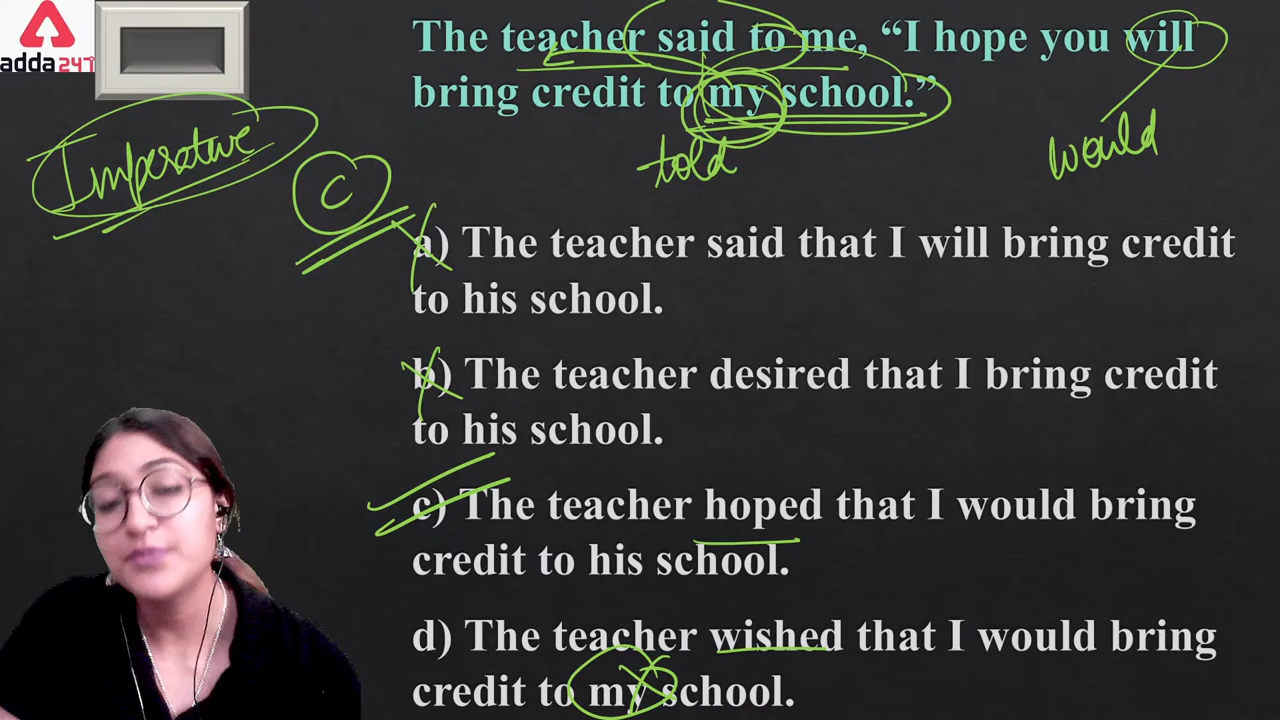 adda247
The teacher said to me, “I hope you will
bring credit to my school.”
Imperative
told
would
C
a) The teacher said that I will bring credit
to his school.
b) The teacher desired that I bring credit
to his school.
c) The teacher hoped that I would bring
credit to his school.
d) The teacher wished that I would bring
credit to my school.